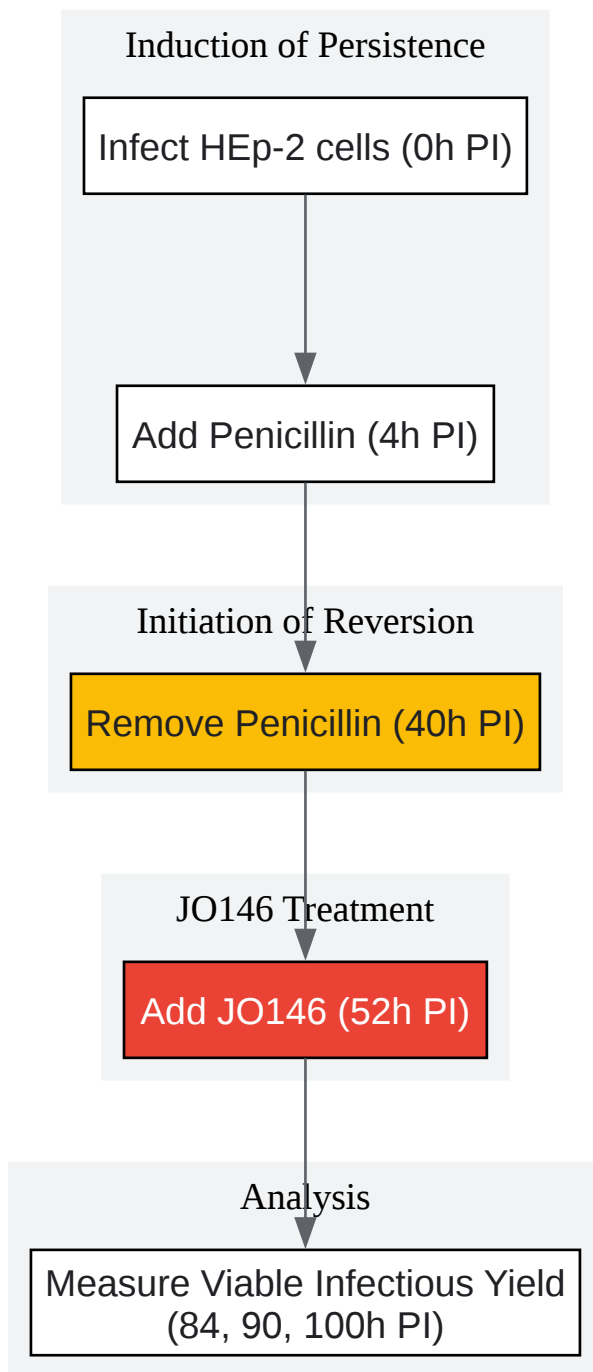 Induction of Persistence
Infect HEp-2 cells (0h PI)
Add Penicillin (4h PI)
Initiation of Reversion
Remove Penicillin (40h PI)
JO146 Treatment
Add JO146 (52h PI)
Analysis
Measure Viable Infectious Yield
(84, 90, 100h PI)